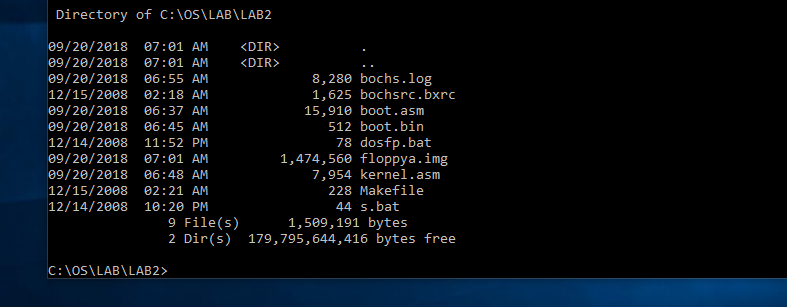 Directory of C:\OS\LAB\LAB2
09/20/2018  07:01 AM    <DIR>          .
09/20/2018  07:01 AM    <DIR>          ..
09/20/2018  06:55 AM             8,280 bochs.log
12/15/2008  02:18 AM             1,625 bochsrc.bxrc
09/20/2018  06:37 AM            15,910 boot.asm
09/20/2018  06:45 AM               512 boot.bin
12/14/2008  11:52 PM                78 dosfp.bat
09/20/2018  07:01 AM         1,474,560 floppya.img
09/20/2018  06:48 AM             7,954 kernel.asm
12/15/2008  02:21 AM               228 Makefile
12/14/2008  10:20 PM                44 s.bat
               9 File(s)      1,509,191 bytes
               2 Dir(s)  179,795,644,416 bytes free
C:\OS\LAB\LAB2>